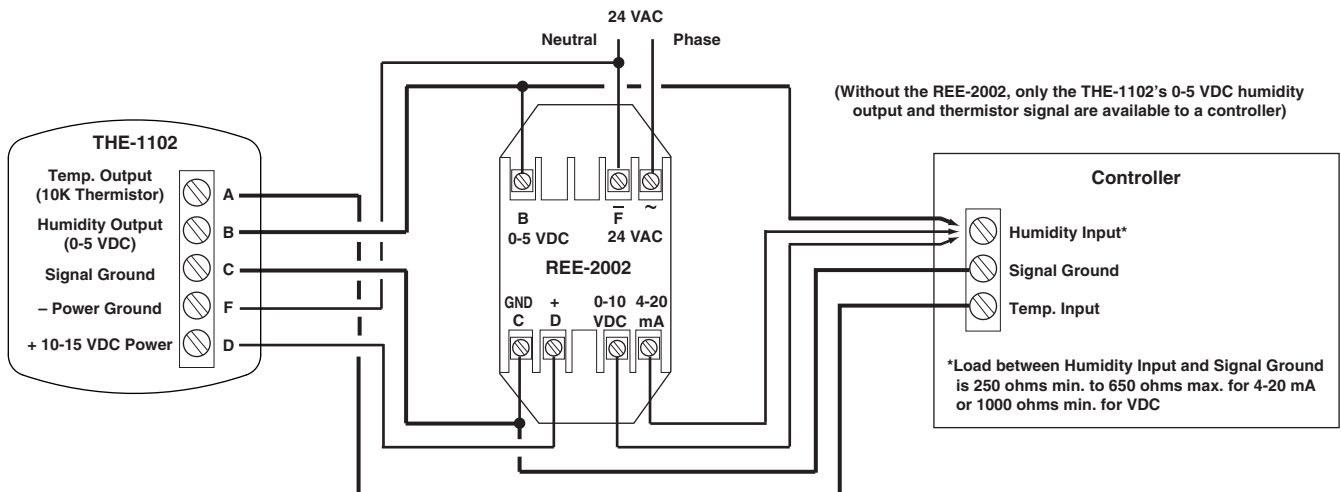 24 VAC
Neutral
Phase
(Without the REE-2002, only the THE-1102's 0-5 VDC humidity
output and thermistor signal are available to a controller)
THE-1102
Temp. Output
(10K Thermistor)
A
Humidity Output
(0-5 VDC)
B
Signal Ground
C
– Power Ground
F
+ 10-15 VDC Power
D
B
F
~
0-5 VDC
24 VAC
REE-2002
GND
C
+
D
0-10
VDC
4-20
mA
Controller
Humidity Input*
Signal Ground
Temp. Input
*Load between Humidity Input and Signal Ground
is 250 ohms min. to 650 ohms max. for 4-20 mA
or 1000 ohms min. for VDC